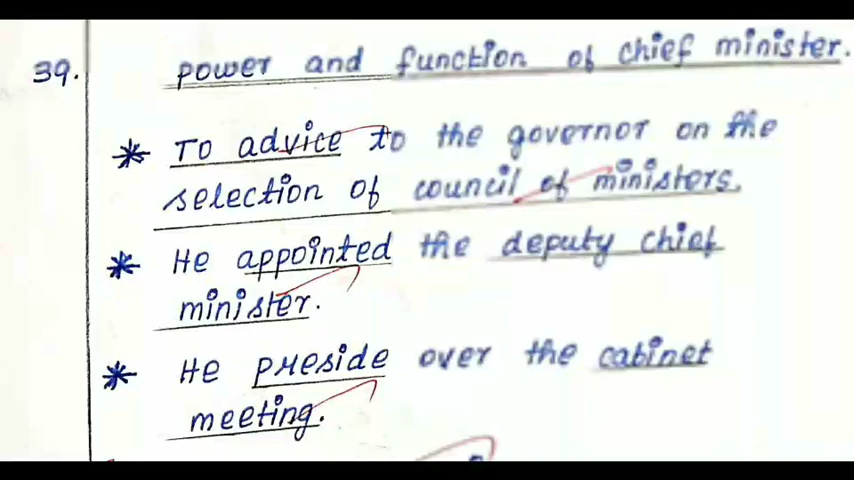 39. power and function of chief minister.
* To advice to the governor on the
selection of council of ministers.
* He appointed the deputy chief
minister.
* He preside over the cabinet
meeting.